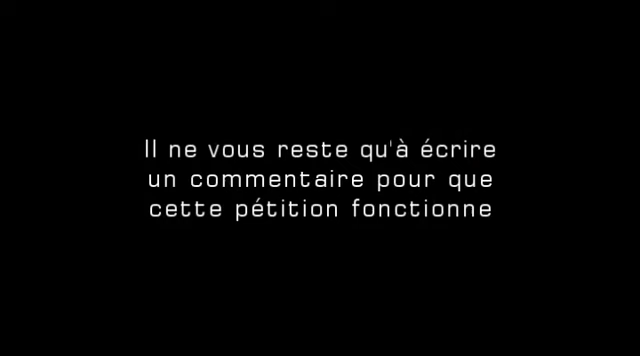 Il ne vous reste qu'à écrire
un commentaire pour que
cette pétition fonctionne